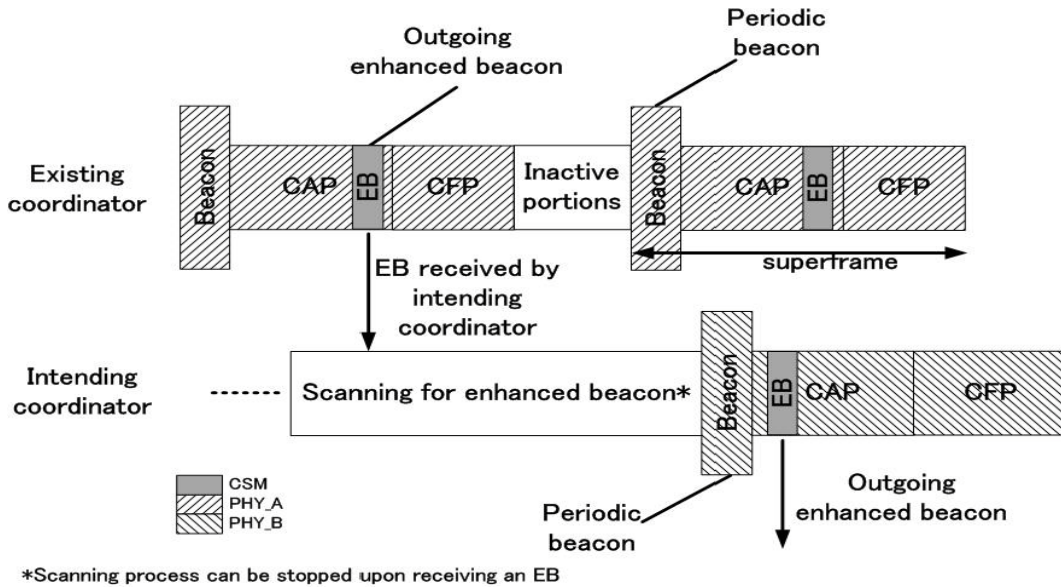 Outgoing
enhanced beacon
Periodic
beacon
Existing
coordinator
Beacon
CAP
EB
CFP
Inactive
portions
Beacon
CAP
EB
CFP
superframe
EB received by
intending
coordinator
Intending
coordinator
Scanning for enhanced beacon*
Beacon
EB
CAP
CFP
CSM
PHY_A
PHY_B
Periodic
beacon
Outgoing
enhanced beacon
*Scanning process can be stopped upon receiving an EB